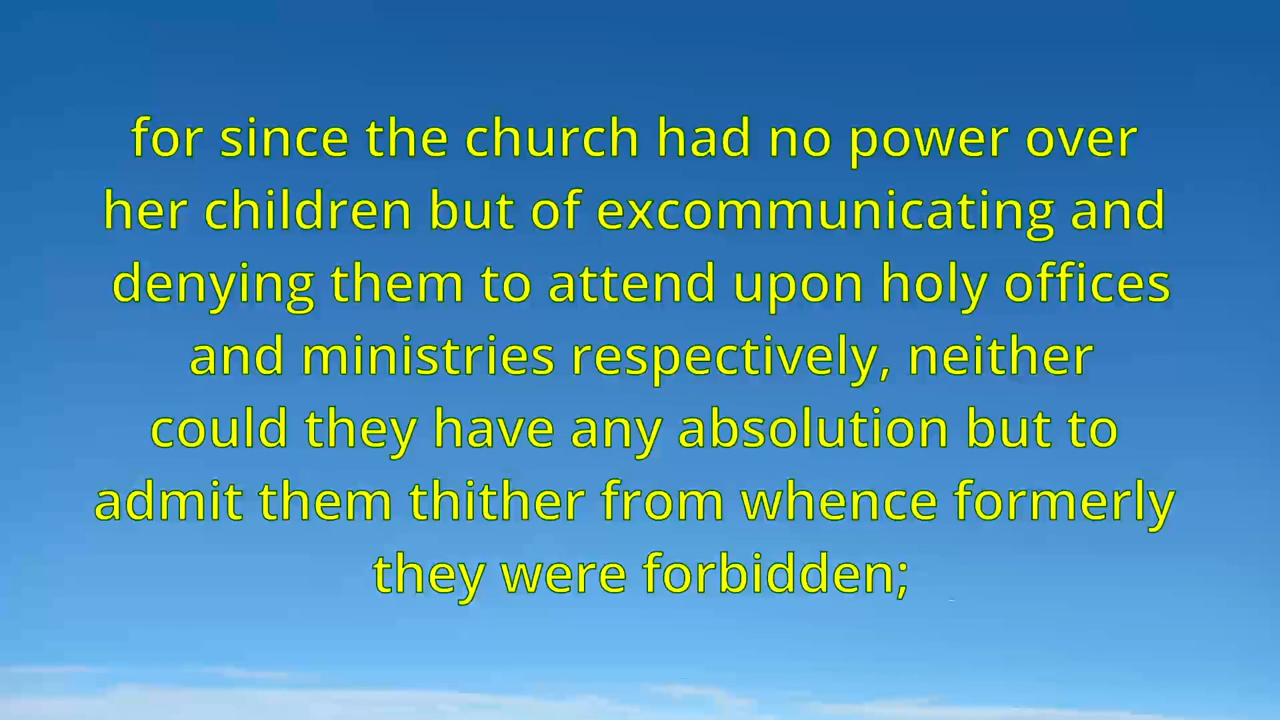 for since the church had no power over
her children but of excommunicating and
denying them to attend upon holy offices
and ministries respectively, neither
could they have any absolution but to
admit them thither from whence formerly
they were forbidden;